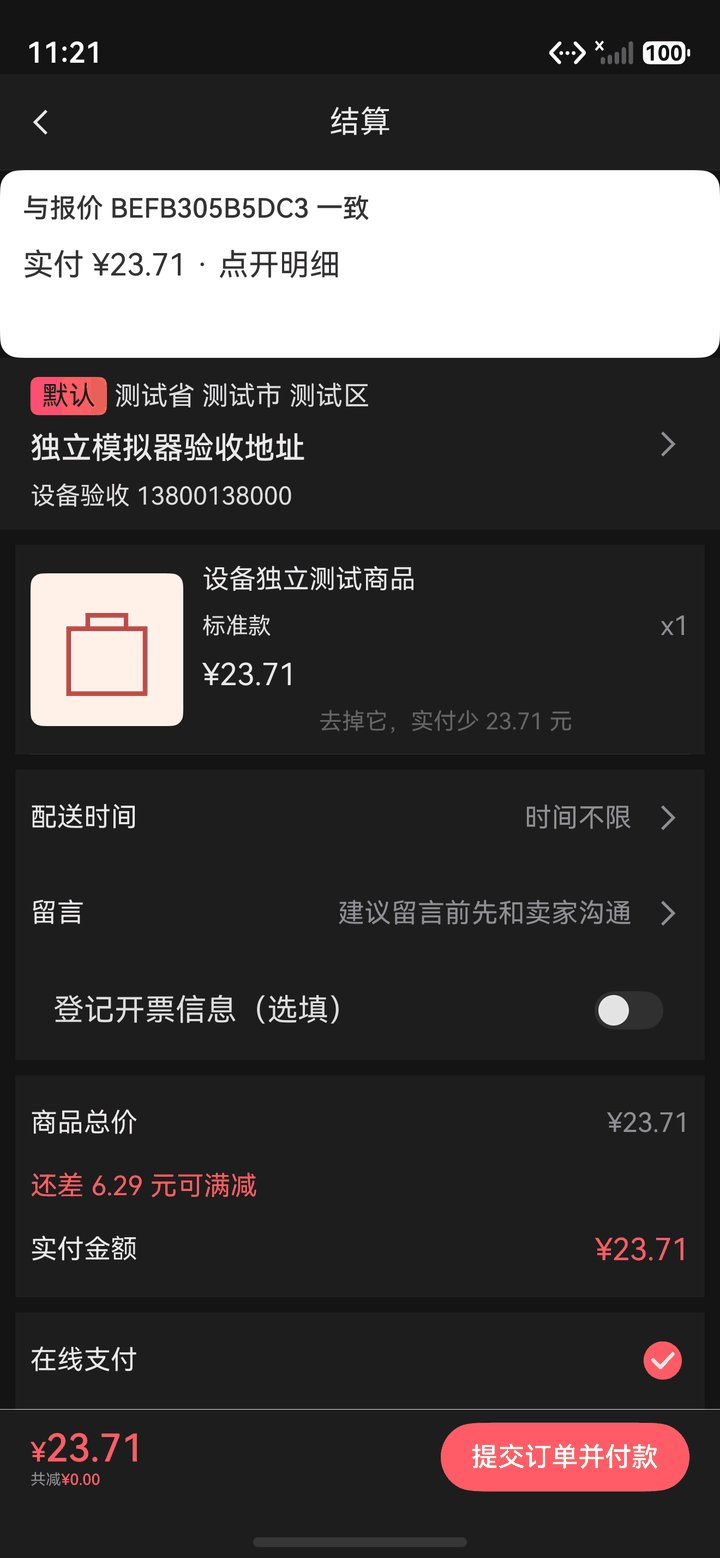 11:21
x
100
结算
与报价 BEFB305B5DC3 一致
实付 ¥23.71 · 点开明细
默认 测试省 测试市 测试区
独立模拟器验收地址
设备验收 13800138000
设备独立测试商品
标准款 x1
¥23.71
去掉它，实付少 23.71 元
配送时间 时间不限
留言 建议留言前先和卖家沟通
登记开票信息（选填）
商品总价 ¥23.71
还差 6.29 元可满减
实付金额 ¥23.71
在线支付
¥23.71
共减¥0.00
提交订单并付款